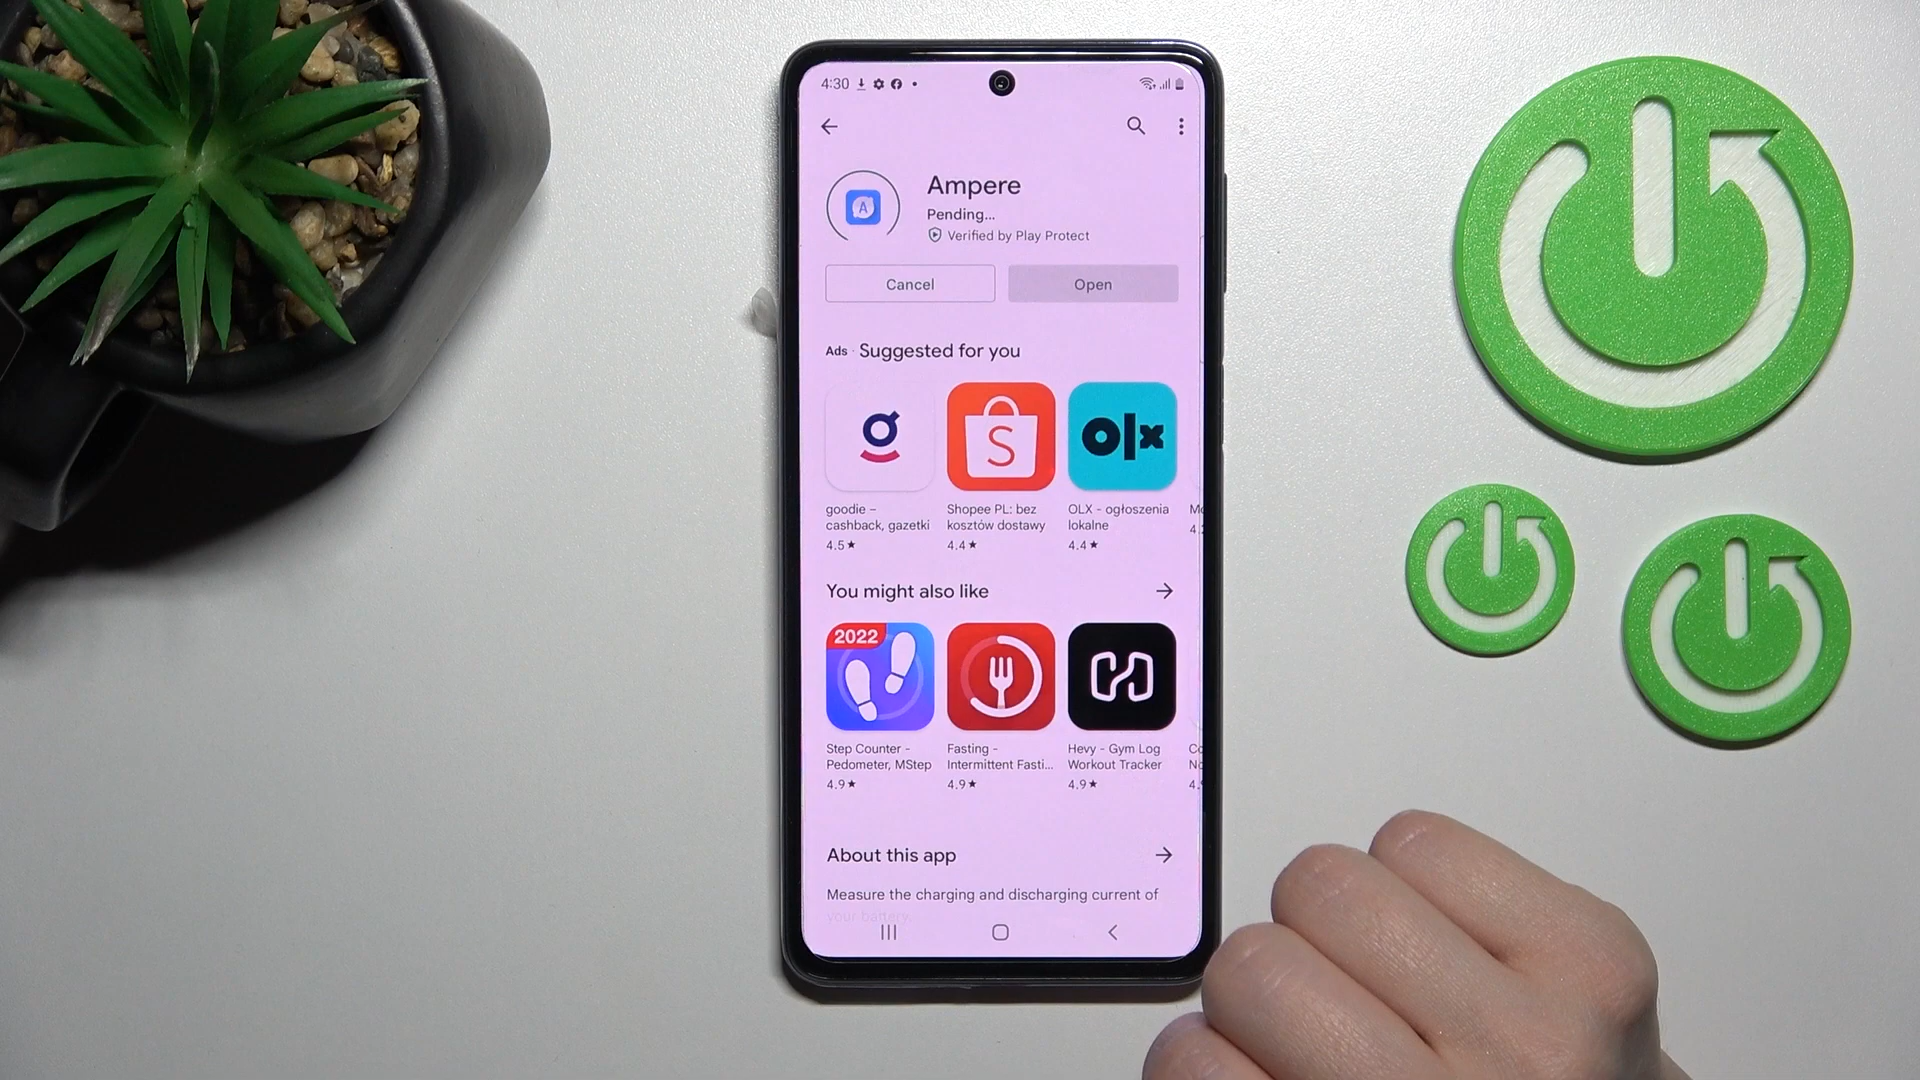 4:30
Ampere
Pending...
Verified by Play Protect
Cancel
Open
Ads · Suggested for you
S
olx
goodie –
cashback, gazetki
4.5★
Shopee PL: bez
kosztów dostawy
4.4★
OLX - ogłoszenia
lokalne
4.4★
You might also like
2022
Step Counter -
Pedometer, MStep
4.9★
Fasting -
Intermittent Fasti...
4.9★
Hevy - Gym Log
Workout Tracker
4.9★
About this app
Measure the charging and discharging current of
your battery.